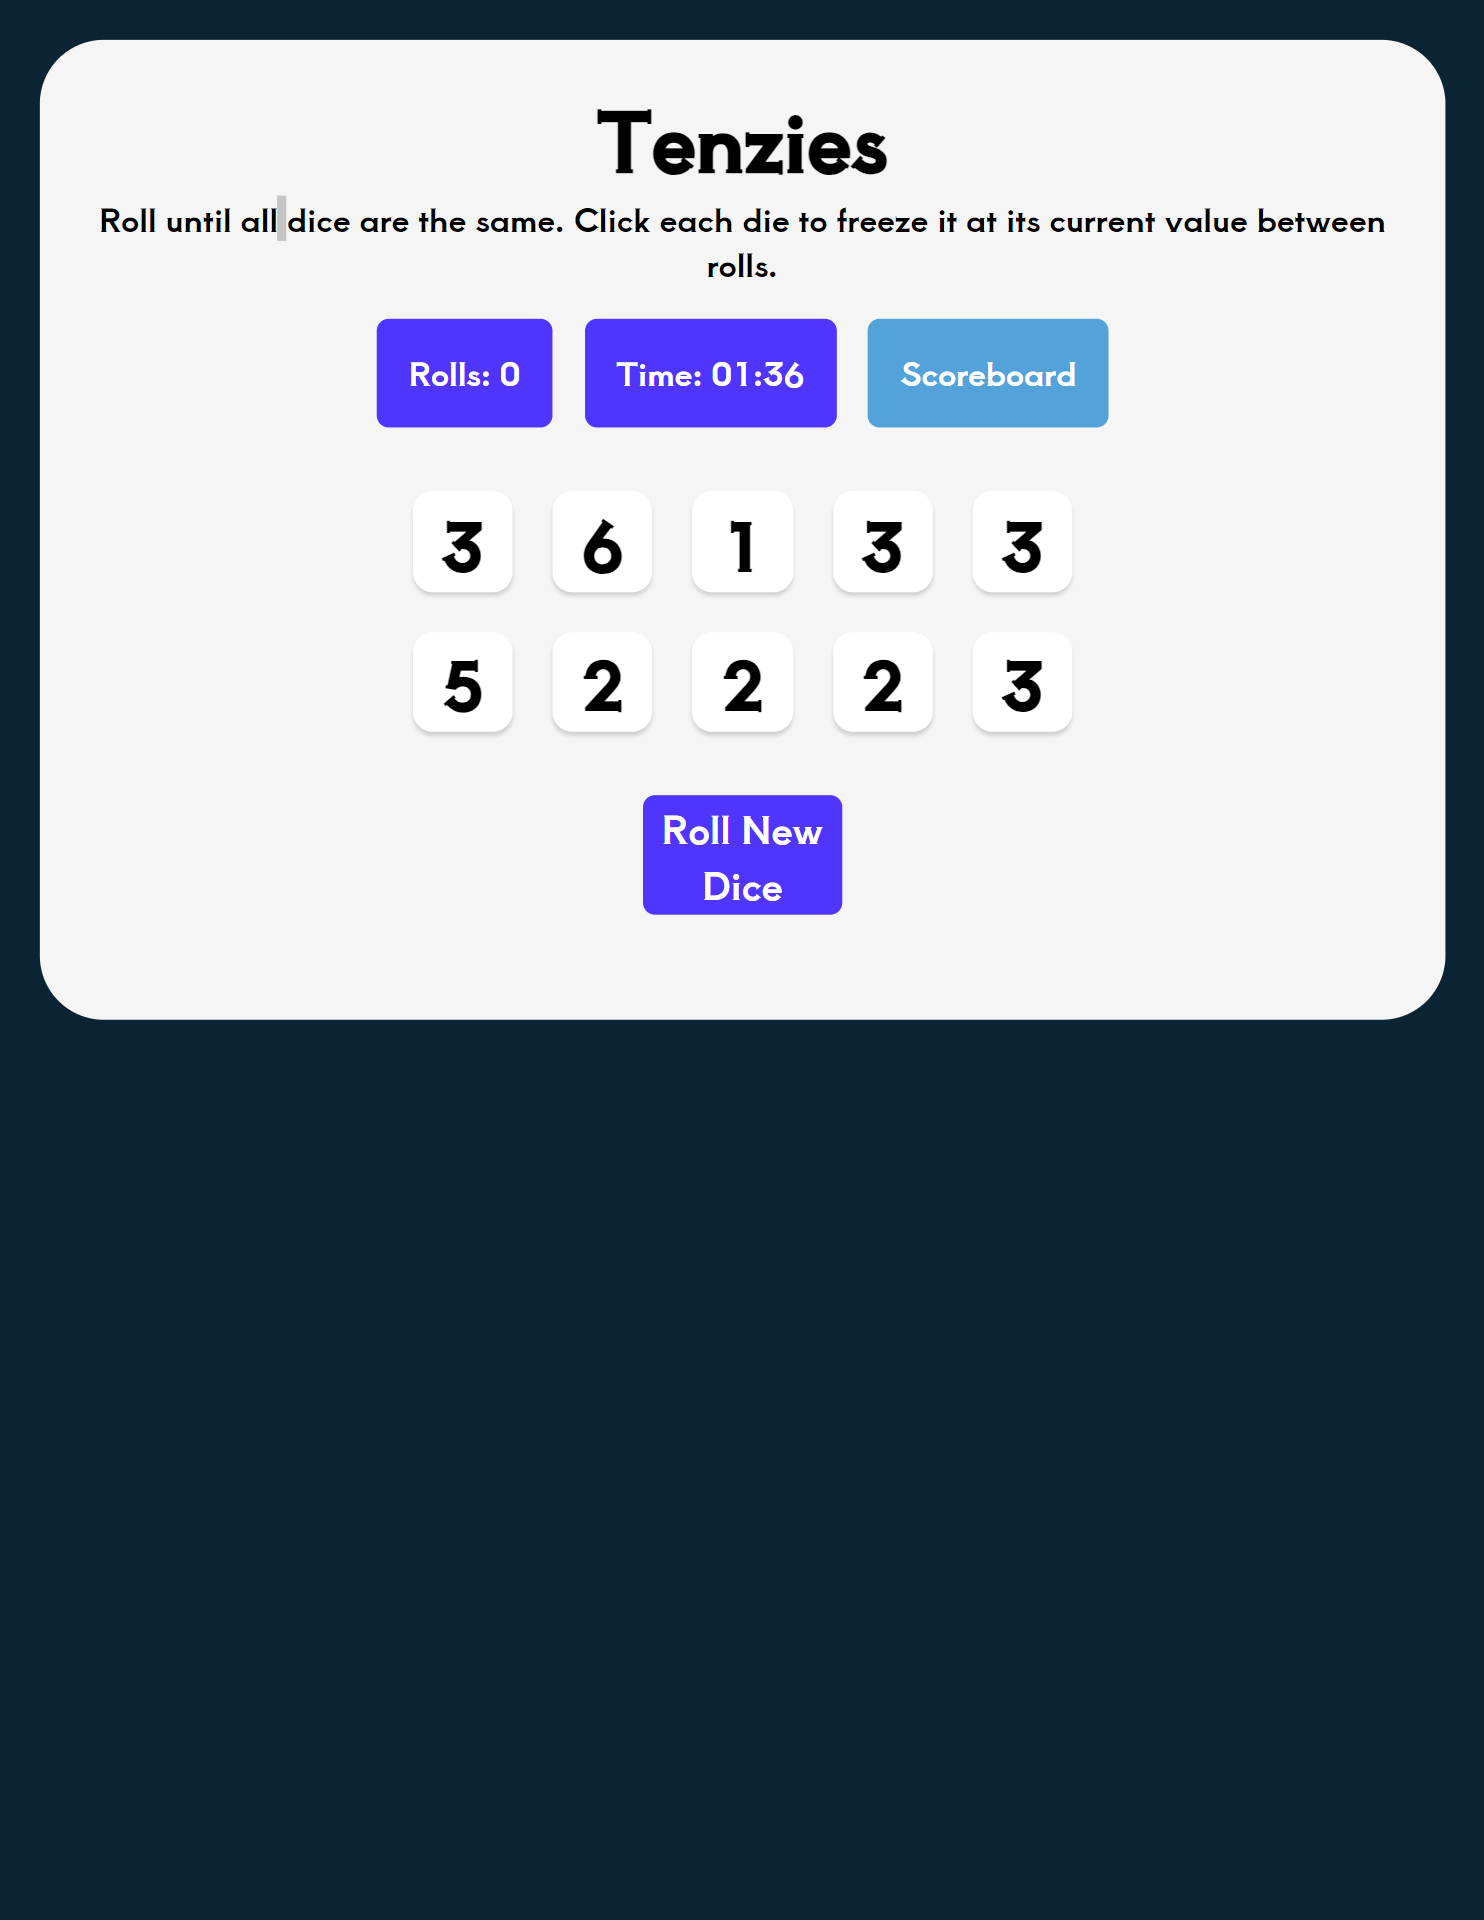 Tenzies
Roll until all dice are the same. Click each die to freeze it at its current value between
rolls.
Rolls: 0
Time: 01:36
Scoreboard
3 6 1 3 3
5 2 2 2 3
Roll New
Dice